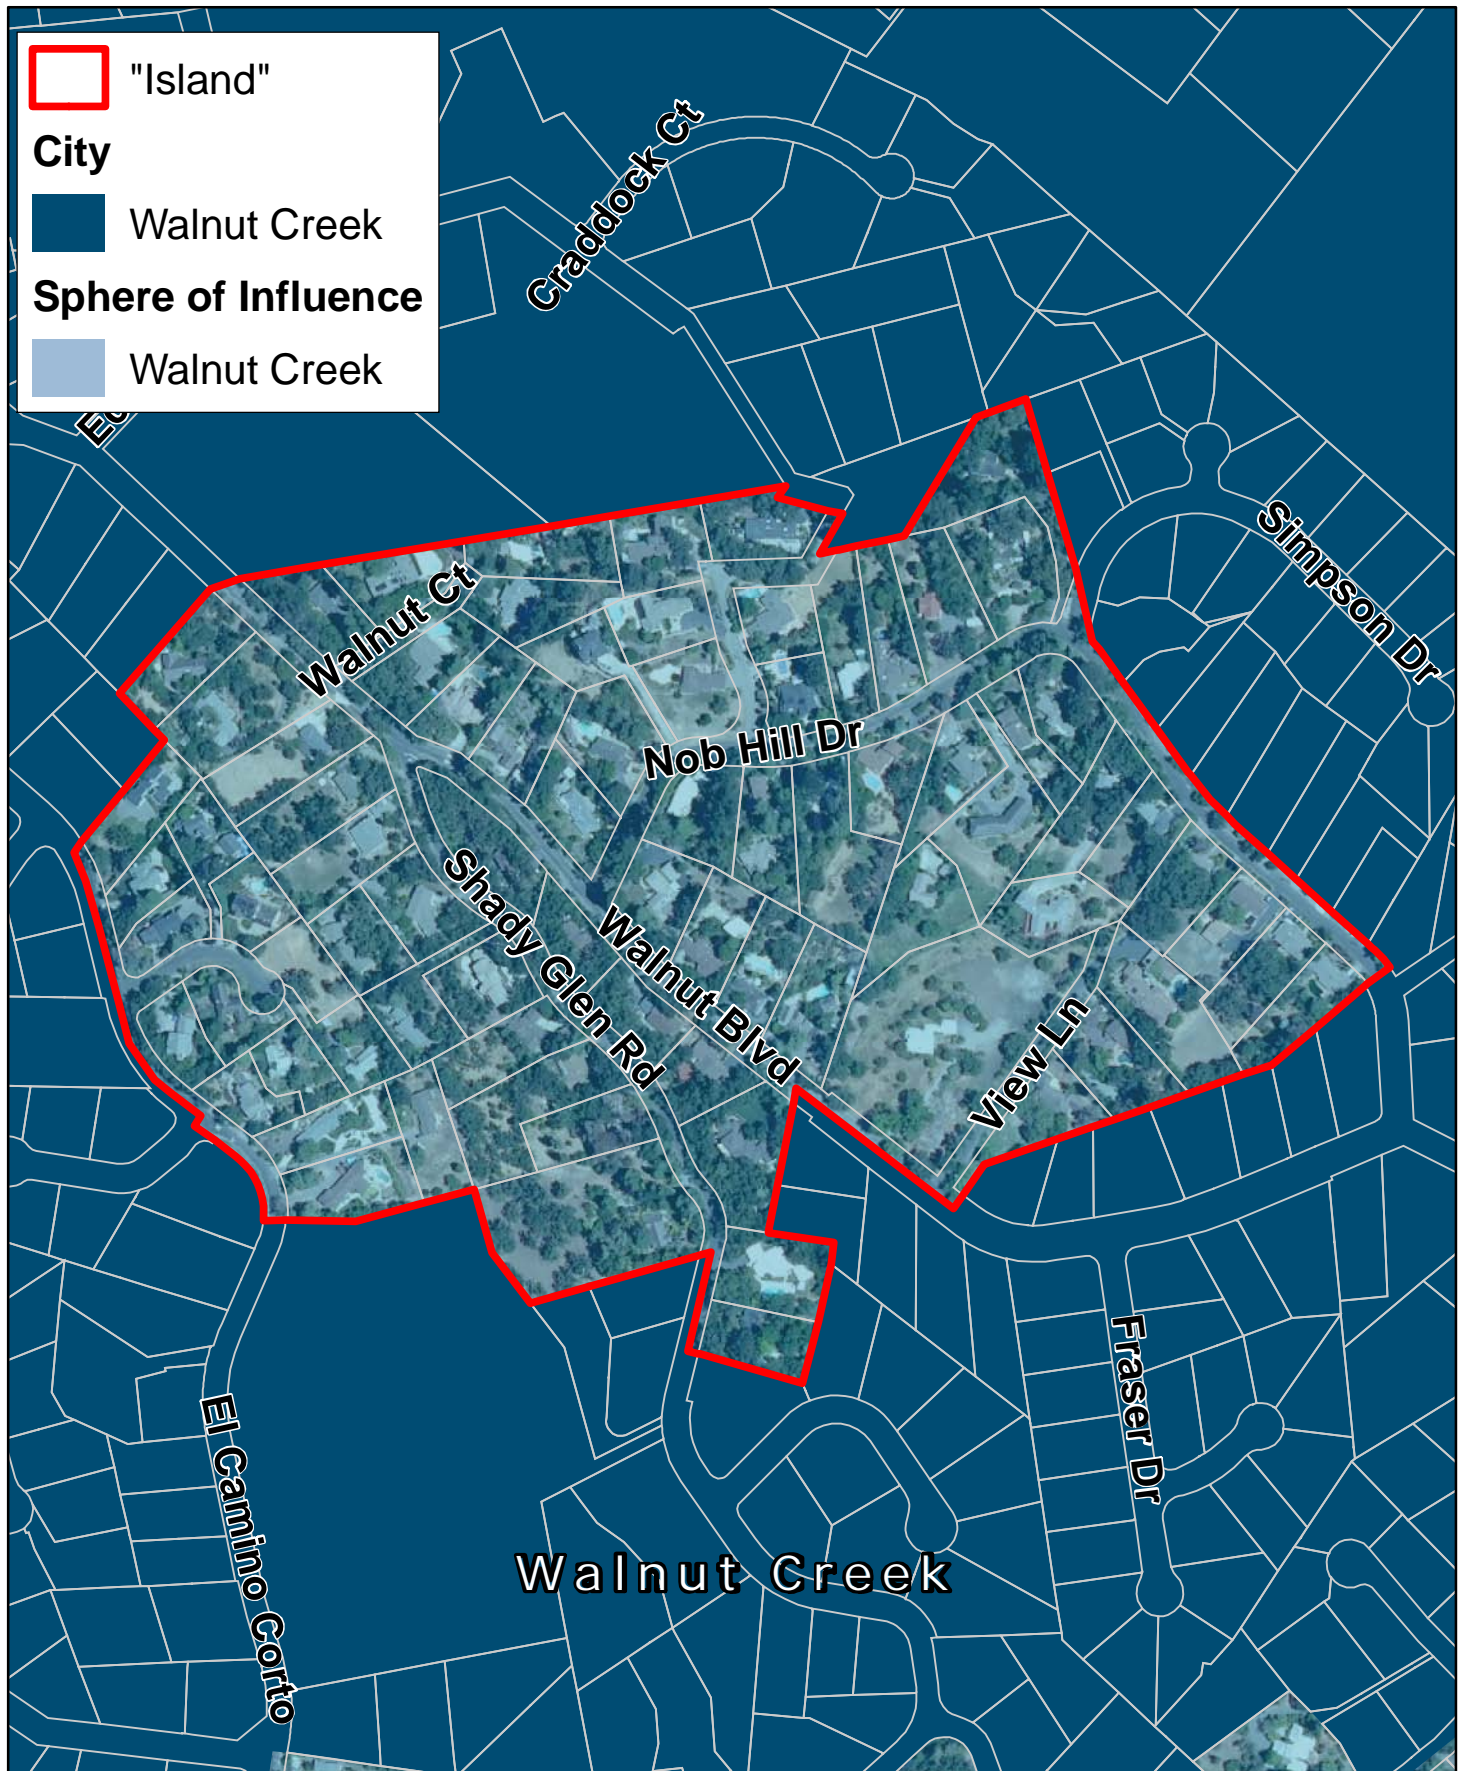 "Island"
City
Walnut Creek
Sphere of Influence
Walnut Creek
Craddock Ct
Simpson Dr
Walnut Ct
Nob Hill Dr
Shady Glen Rd
Walnut Blvd
View Ln
Fraser Dr
El Camino Corto
Walnut Creek